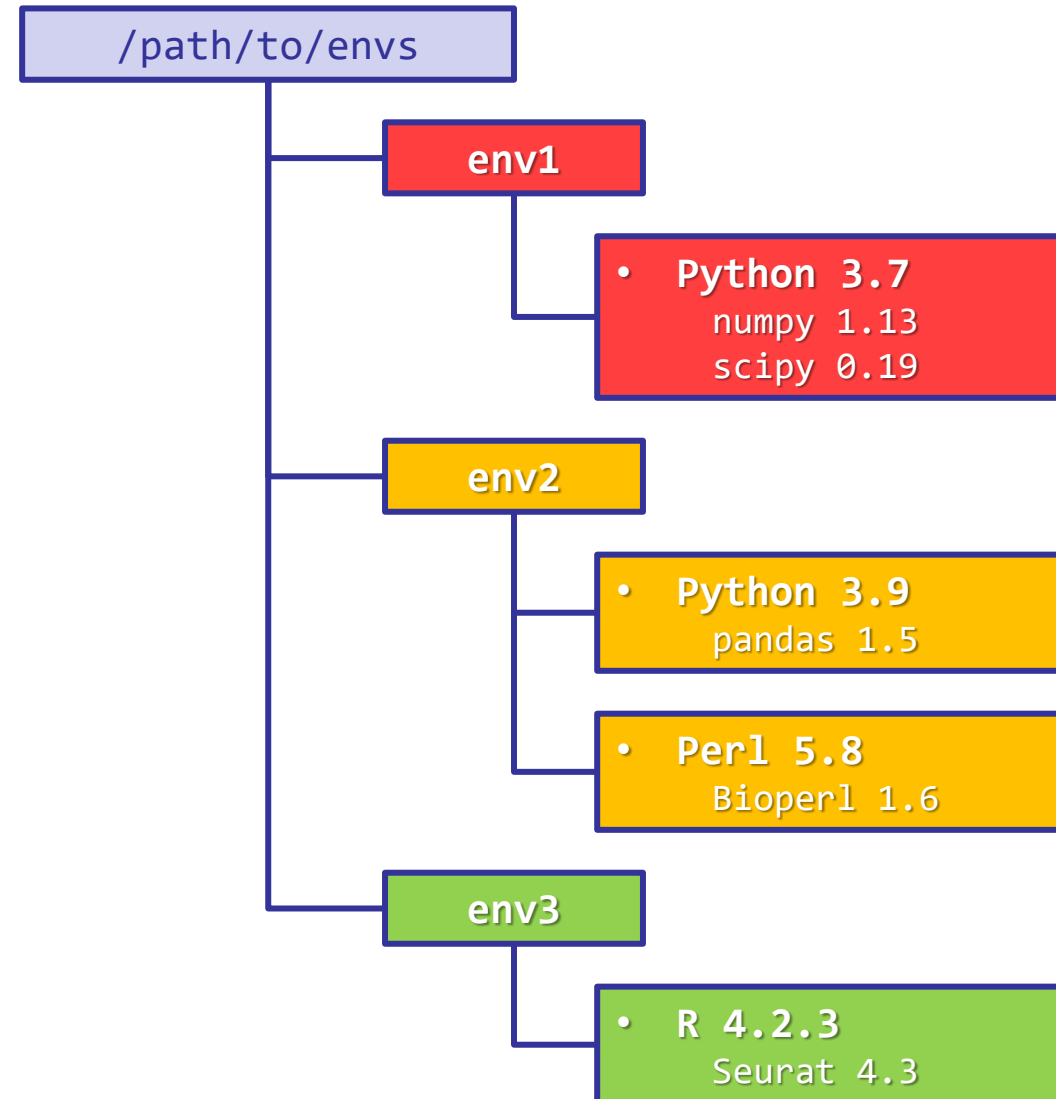 /path/to/envs
env1
• Python 3.7
numpy 1.13
scipy 0.19
env2
• Python 3.9
pandas 1.5
• Perl 5.8
Bioperl 1.6
env3
• R 4.2.3
Seurat 4.3